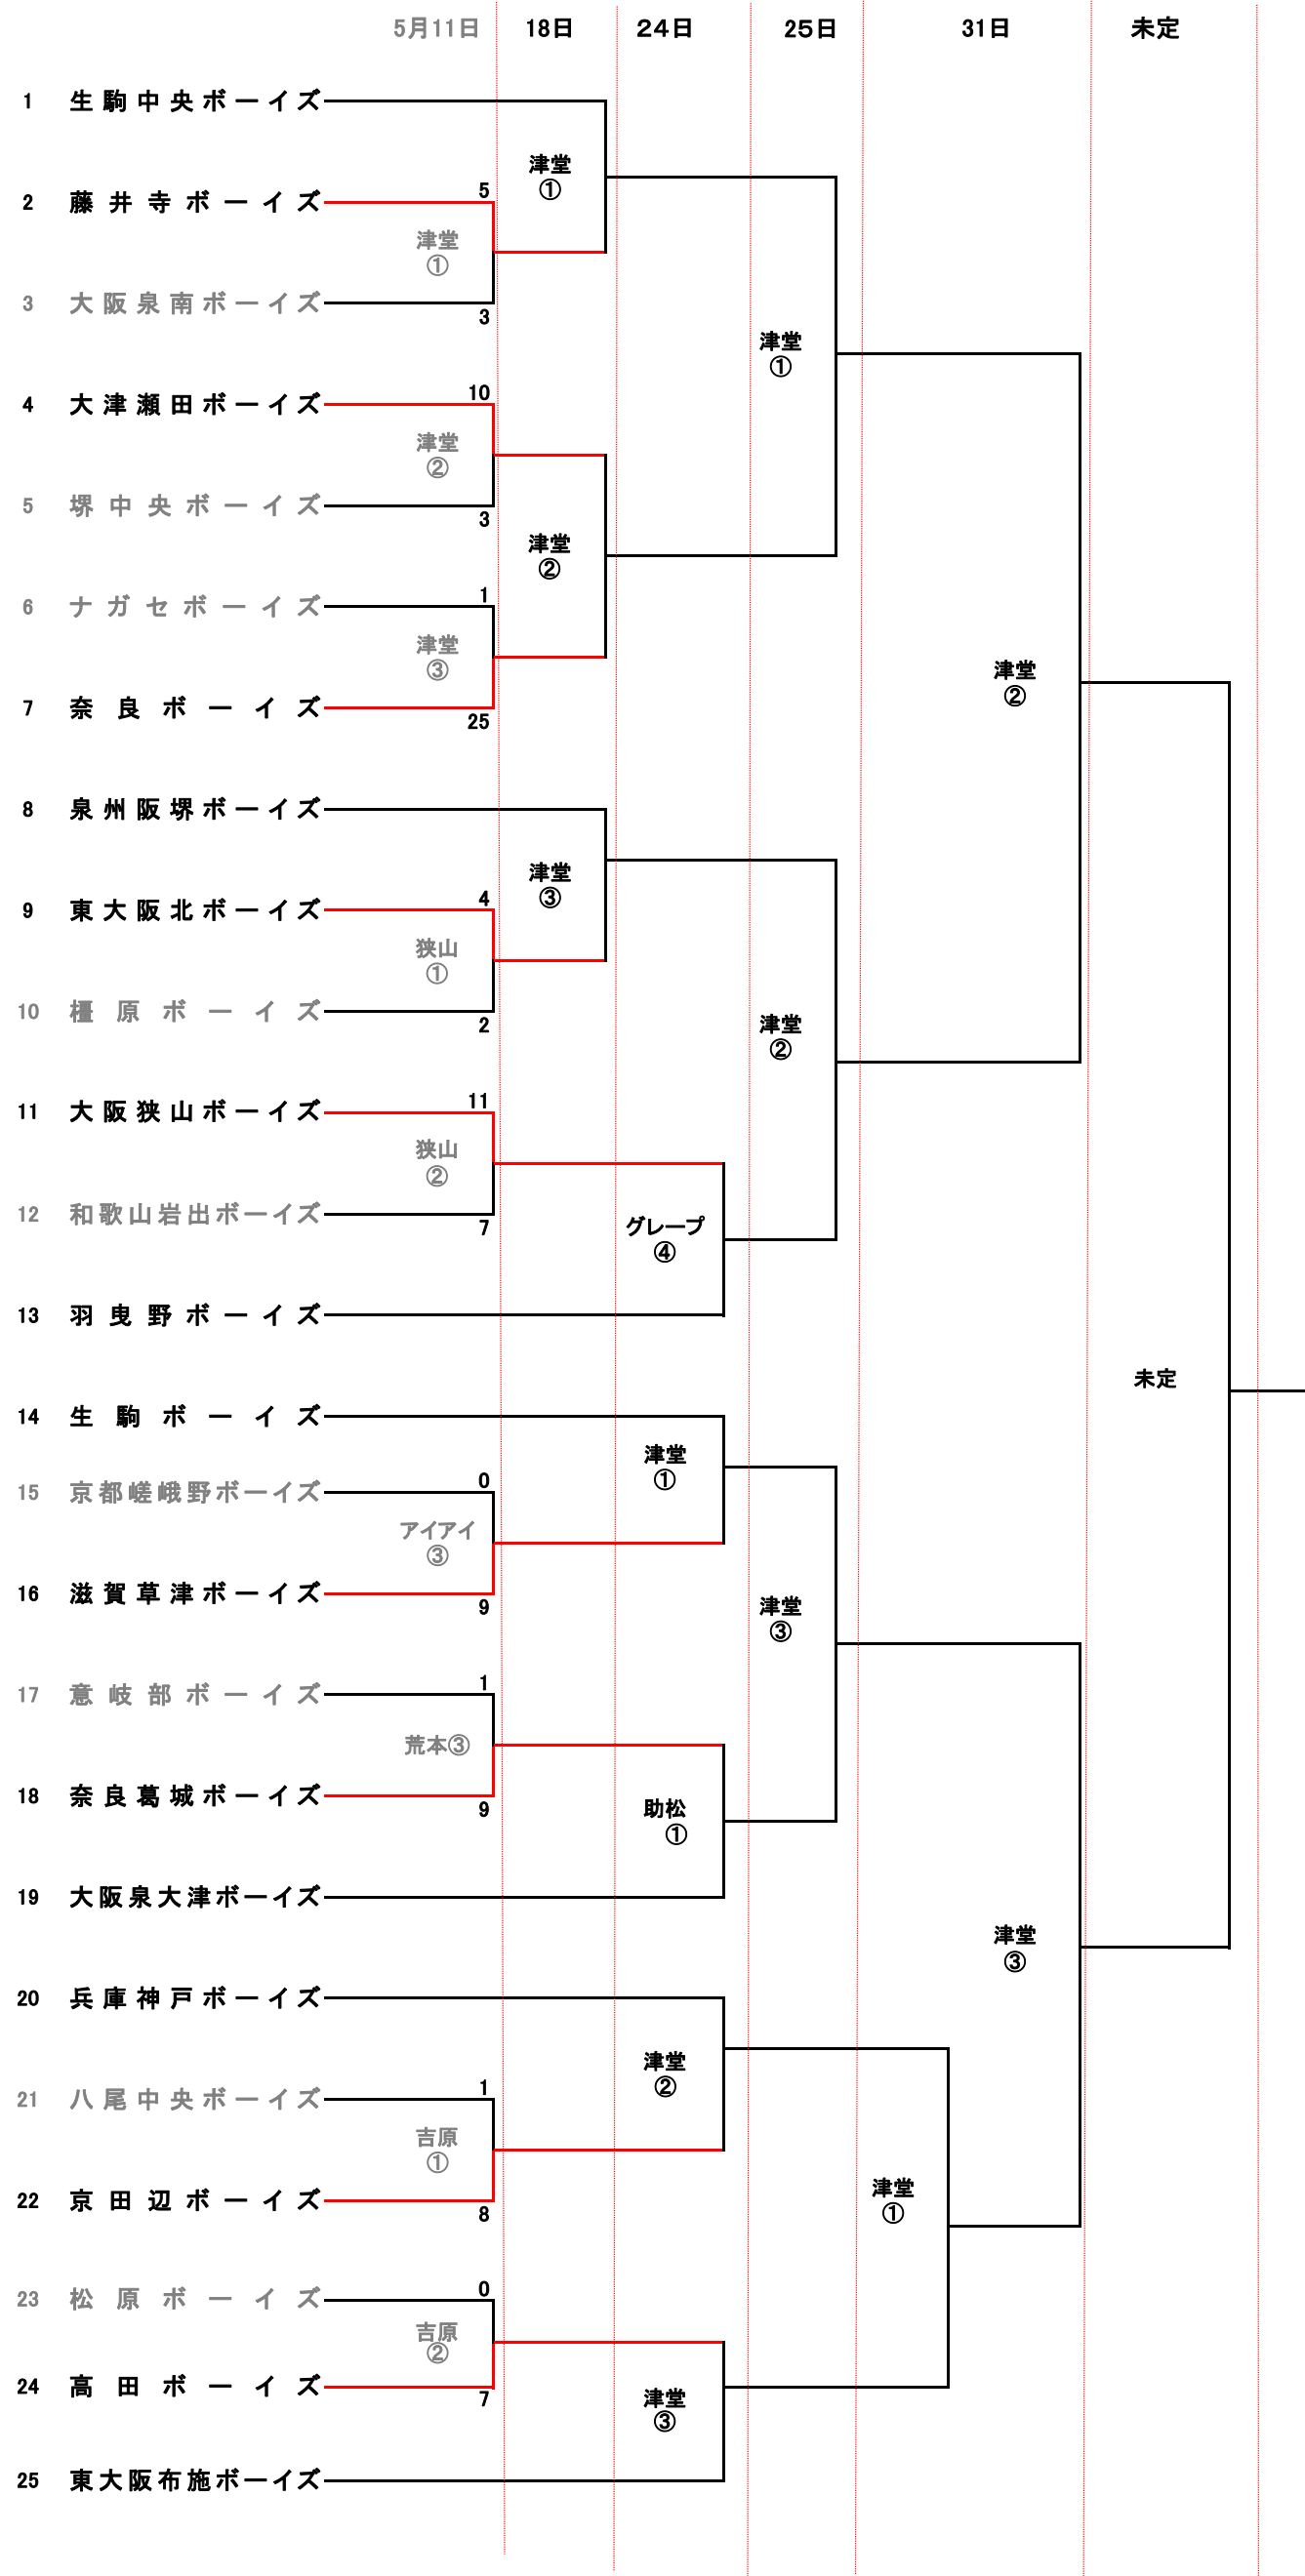 5月11日 18日 24日 25日 31日 未定
1 生駒中央ボーイズ
津堂
①
2 藤井寺ボーイズ 5
津堂
①
3 大阪泉南ボーイズ 3
津堂
①
4 大津瀬田ボーイズ 10
津堂
②
5 堺中央ボーイズ 3
津堂
②
6 ナガセボーイズ 1
津堂
③
津堂
②
7 奈良ボーイズ 25
8 泉州阪堺ボーイズ
津堂
③
9 東大阪北ボーイズ 4
狭山
①
10 橿原ボーイズ 2
津堂
②
11 大阪狭山ボーイズ 11
狭山
②
12 和歌山岩出ボーイズ 7
グレープ
④
13 羽曳野ボーイズ
未定
14 生駒ボーイズ
津堂
①
15 京都嵯峨野ボーイズ 0
アイアイ
③
16 滋賀草津ボーイズ 9
津堂
③
17 意岐部ボーイズ 1
荒本③
18 奈良葛城ボーイズ 9
助松
①
19 大阪泉大津ボーイズ
津堂
③
20 兵庫神戸ボーイズ
津堂
②
21 八尾中央ボーイズ 1
吉原
①
22 京田辺ボーイズ 8
津堂
①
23 松原ボーイズ 0
吉原
②
24 高田ボーイズ 7
津堂
③
25 東大阪布施ボーイズ